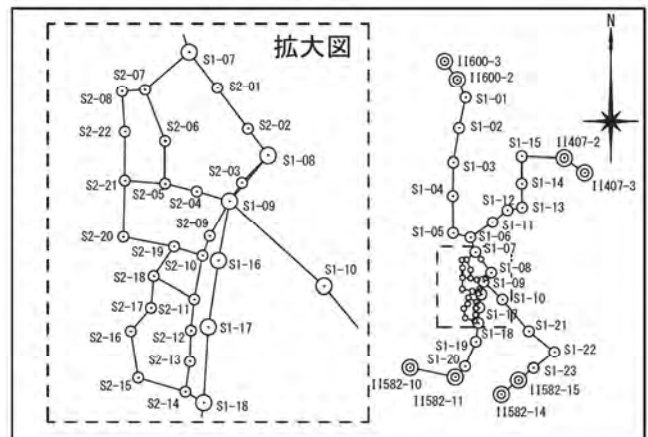 拡大図
S1-07
S2-07
S2-01
S2-08
S2-22
S2-06
S2-02
S1-08
S2-21
S2-05
S2-03
S2-04
S1-09
S2-09
S2-20
S2-19
S2-10
S1-16
S2-18
S1-10
S2-17
S2-11
S2-16
S2-12
S1-17
S2-13
S2-15
S2-14
S1-18
N
II600-3
II600-2
S1-01
S1-02
S1-15
II407-2
S1-03
II407-3
S1-04
S1-14
S1-12
S1-13
S1-11
S1-05
S1-06
S1-07
S1-08
S1-09
S1-10
S1-17
S1-18
S1-21
S1-19
S1-22
S1-20
S1-23
II582-10
II582-11
II582-15
II582-14